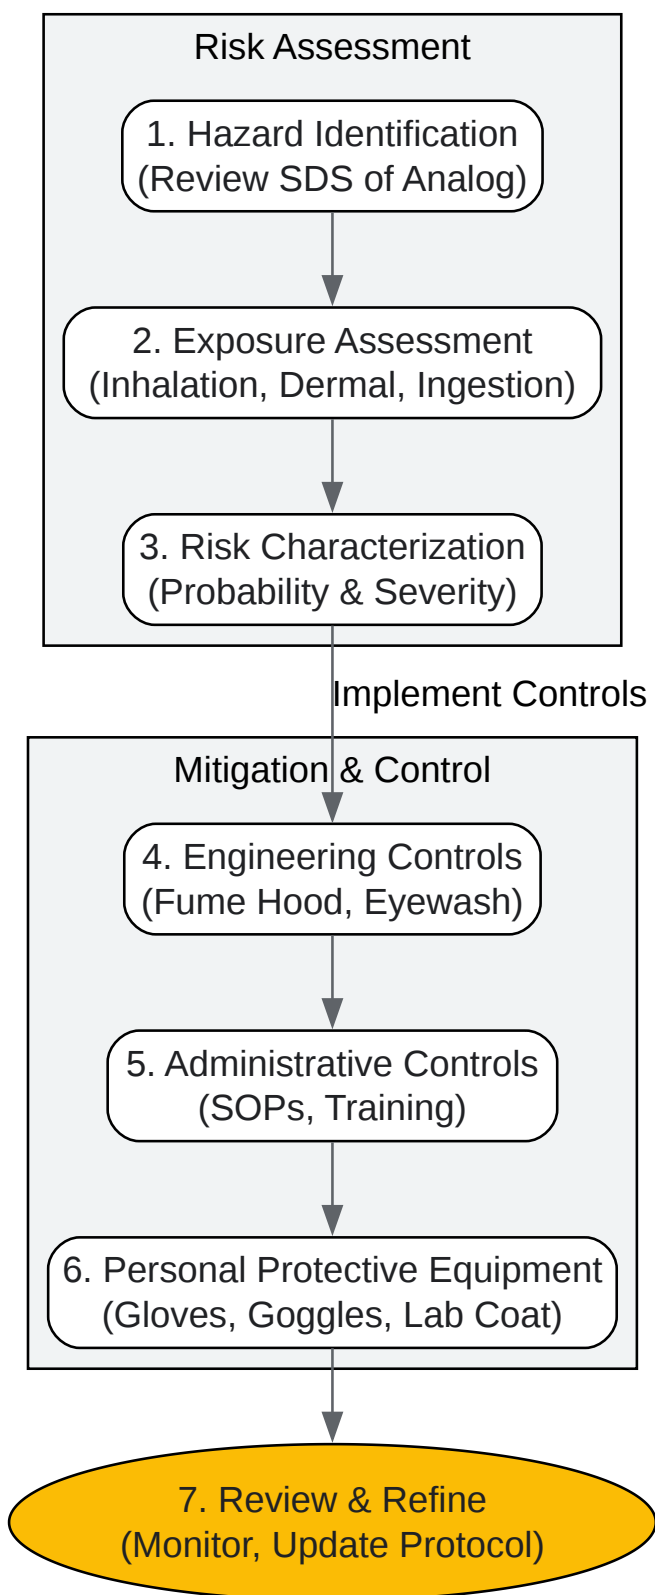 Risk Assessment
1. Hazard Identification
(Review SDS of Analog)
2. Exposure Assessment
(Inhalation, Dermal, Ingestion)
3. Risk Characterization
(Probability & Severity)
Implement Controls
Mitigation & Control
4. Engineering Controls
(Fume Hood, Eyewash)
5. Administrative Controls
(SOPs, Training)
6. Personal Protective Equipment
(Gloves, Goggles, Lab Coat)
7. Review & Refine
(Monitor, Update Protocol)